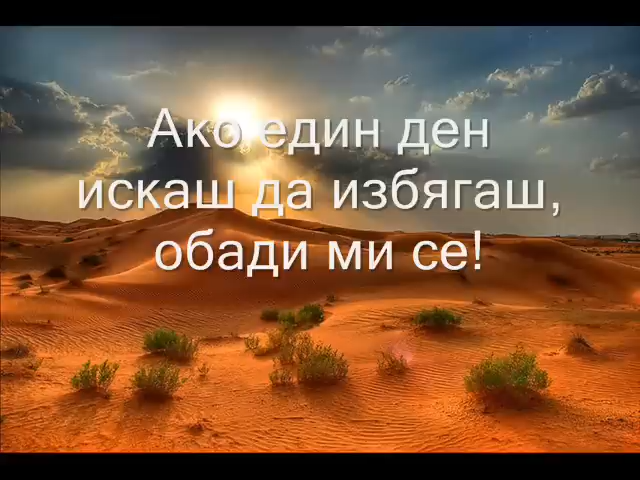 Ако един ден
искаш да избягаш,
обади ми се!